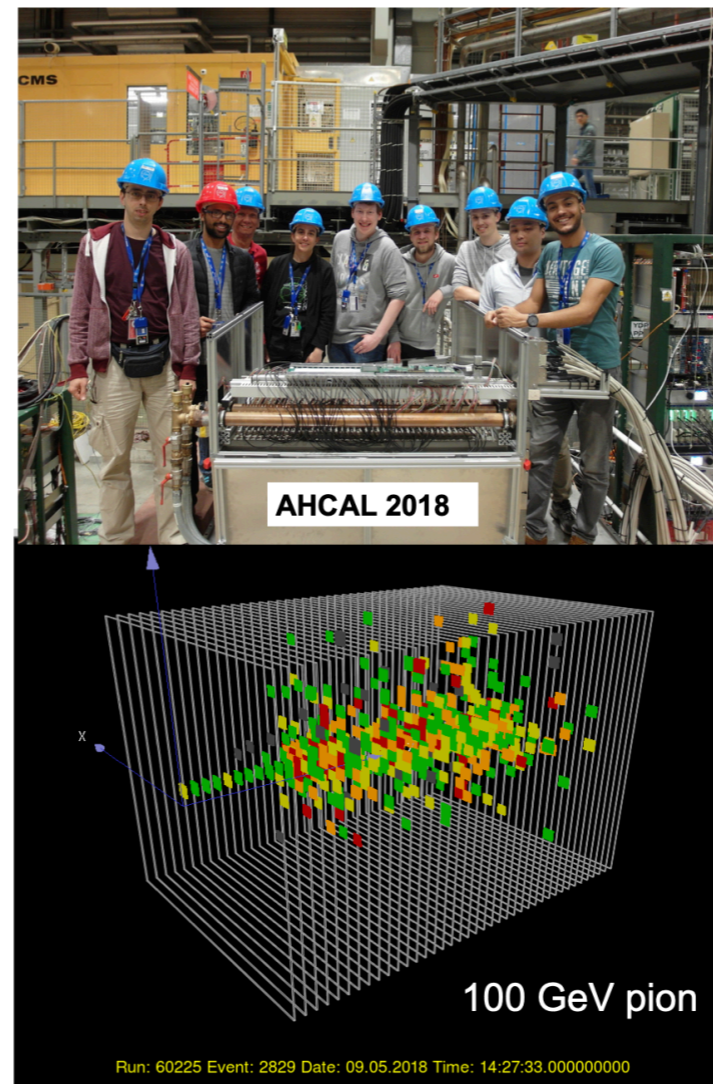 CMS
AHCAL 2018
X
100 GeV pion
Run: 60225 Event: 2829 Date: 09.05.2018 Time: 14:27:33.000000000